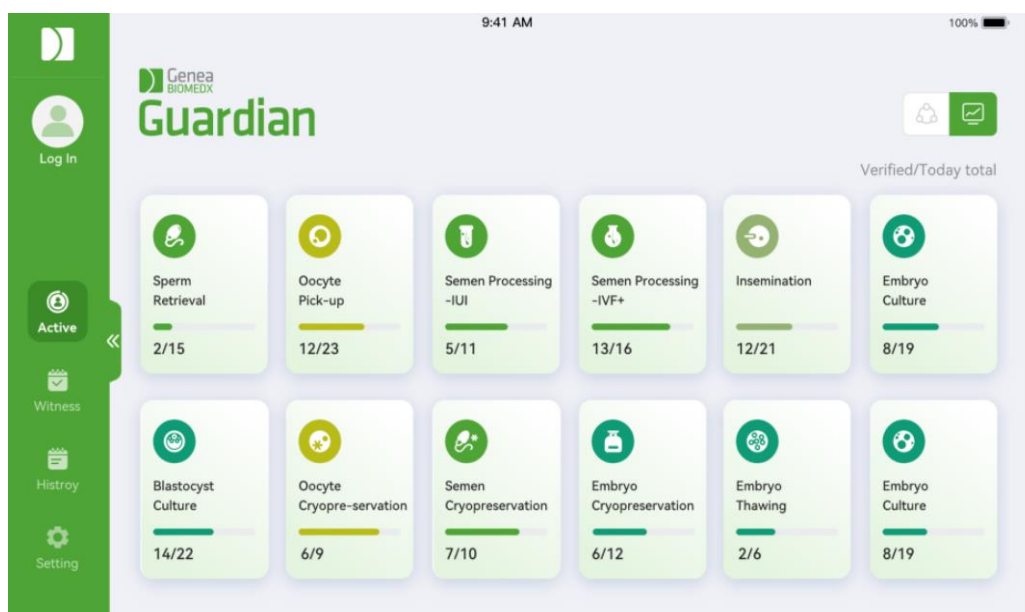 9:41 AM
100%
Genea
BIOMEDX
Guardian
Log In
Verified/Today total
Active
Witness
Histroy
Setting
Sperm
Retrieval
2/15
Oocyte
Pick-up
12/23
Semen Processing
-IUI
5/11
Semen Processing
-IVF+
13/16
Insemination
12/21
Embryo
Culture
8/19
Blastocyst
Culture
14/22
Oocyte
Cryopre-servation
6/9
Semen
Cryopreservation
7/10
Embryo
Cryopreservation
6/12
Embryo
Thawing
2/6
Embryo
Culture
8/19